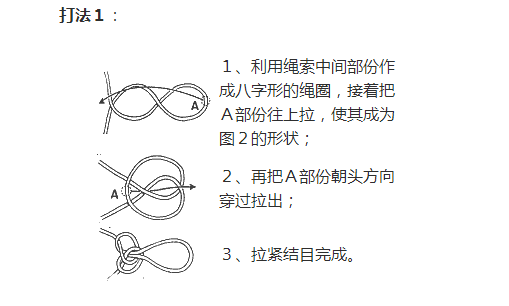 打法１：
１、利用绳索中间部份作
成八字形的绳圈，接着把
Ａ部份往上拉，使其成为
图２的形状；
A
２、再把Ａ部份朝头方向
穿过拉出；
A
３、拉紧结目完成。